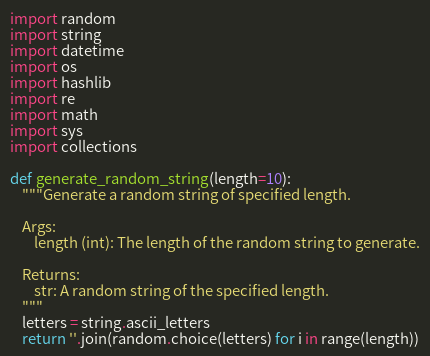 import random
import string
import datetime
import os
import hashlib
import re
import math
import sys
import collections

def generate_random_string(length=10):
    """Generate a random string of specified length.

    Args:
        length (int): The length of the random string to generate.

    Returns:
        str: A random string of the specified length.
    """
    letters = string.ascii_letters
    return ''.join(random.choice(letters) for i in range(length))